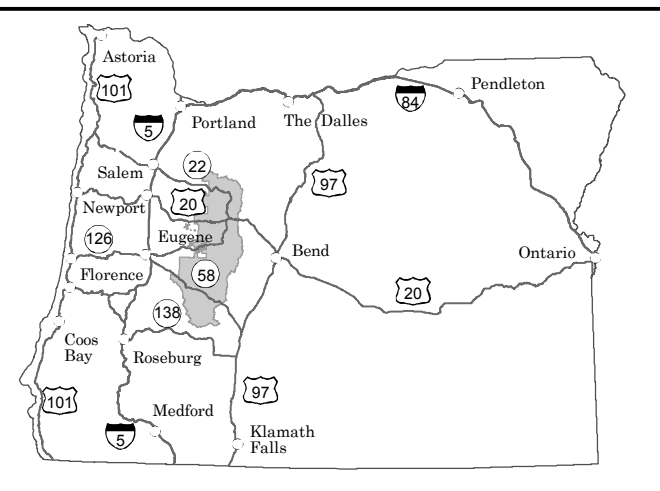 Astoria
101
Pendleton
84
5
Portland
The Dalles
22
Salem
97
20
Newport
126
Eugene
Bend
Ontario
Florence
58
20
138
Coos
Bay
Roseburg
97
101
Medford
5
Klamath
Falls